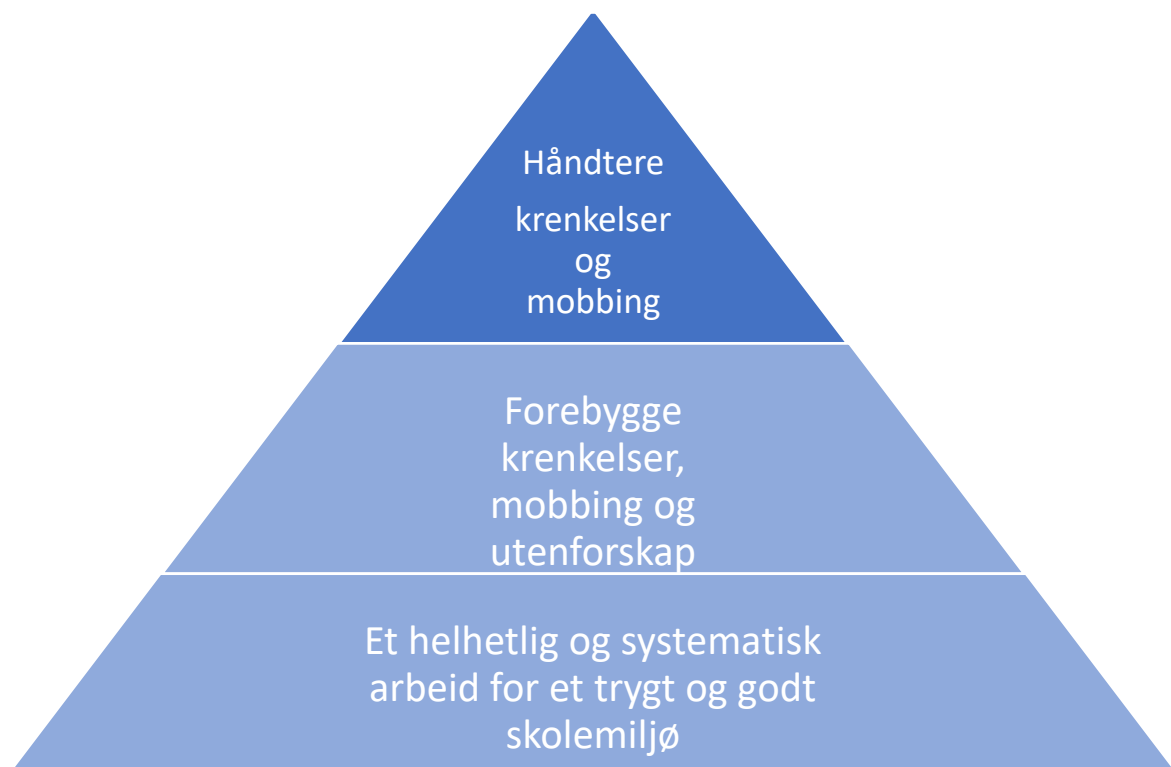 Håndtere
krenkelser
og
mobbing
Forebygge
krenkelser,
mobbing og
utenforskap
Et helhetlig og systematisk
arbeid for et trygt og godt
skolemiljø